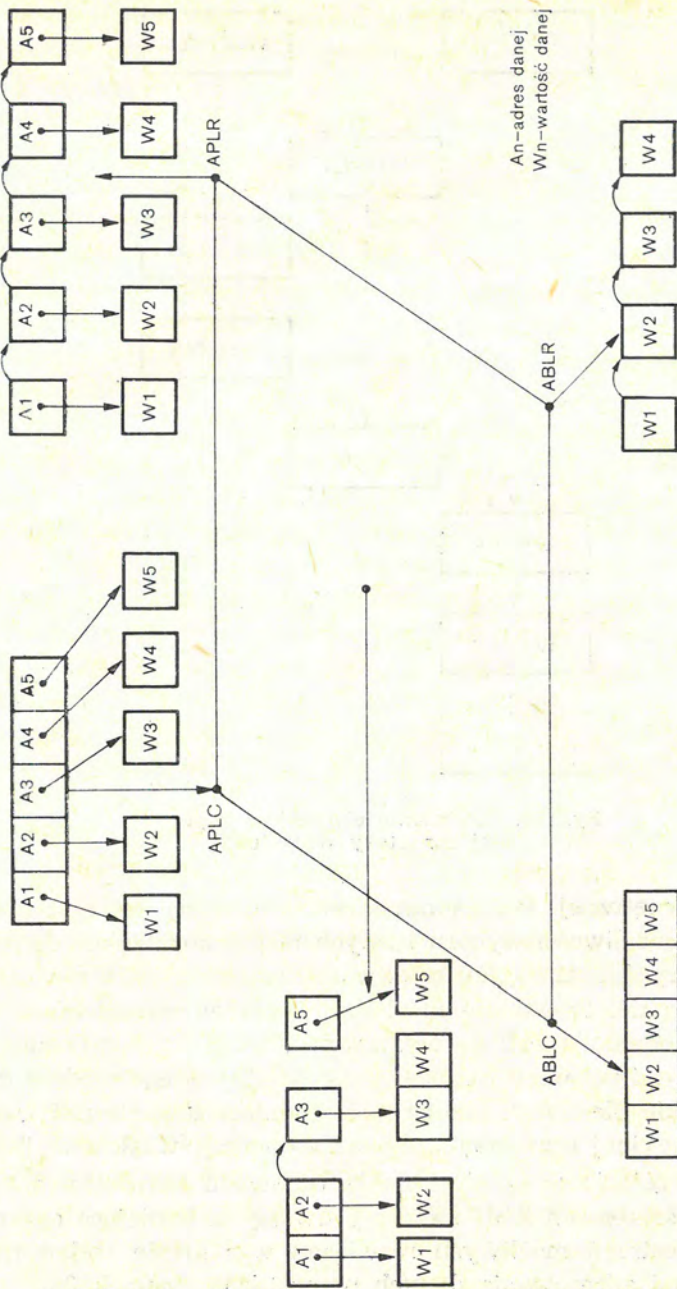 A1 A2 A3 A4 A5
W1 W2 W3 W4 W5
APLC
A1 A2 A3 A4 A5
W1 W2 W3 W4 W5
APLR
A1 A2 A3 A5
W1 W2 W3 W4 W5
ABLC
W1 W2 W3 W4 W5
ABLR
W1 W2 W3 W4
An-adres danej
Wn-wartość danej